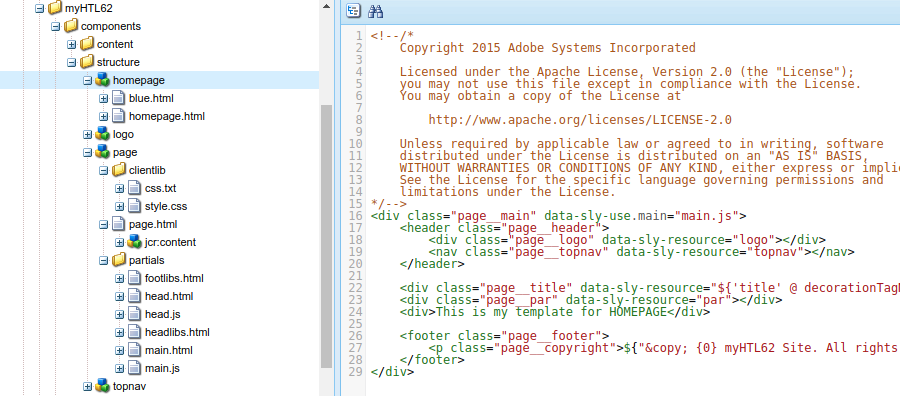 myHTL62
components
content
structure
homepage
blue.html
homepage.html
logo
page
clientlib
css.txt
style.css
page.html
jcr:content
partials
footlibs.html
head.html
head.js
headlibs.html
main.html
main.js
topnav
1 <!--/*
2 Copyright 2015 Adobe Systems Incorporated
3
4 Licensed under the Apache License, Version 2.0 (the "License");
5 you may not use this file except in compliance with the License.
6 You may obtain a copy of the License at
7
8 http://www.apache.org/licenses/LICENSE-2.0
9
10 Unless required by applicable law or agreed to in writing, software
11 distributed under the License is distributed on an "AS IS" BASIS,
12 WITHOUT WARRANTIES OR CONDITIONS OF ANY KIND, either express or impli
13 See the License for the specific language governing permissions and
14 limitations under the License.
15 */-->
16 <div class="page__main" data-sly-use.main="main.js">
17 <header class="page__header">
18 <div class="page__logo" data-sly-resource="logo"></div>
19 <nav class="page__topnav" data-sly-resource="topnav"></nav>
20 </header>
21
22 <div class="page__title" data-sly-resource="${'title' @ decorationTag
23 <div class="page__par" data-sly-resource="par"></div>
24 <div>This is my template for HOMEPAGE</div>
25
26 <footer class="page__footer">
27 <p class="page__copyright">${"&copy; {0} myHTL62 Site. All rights
28 </footer>
29 </div>